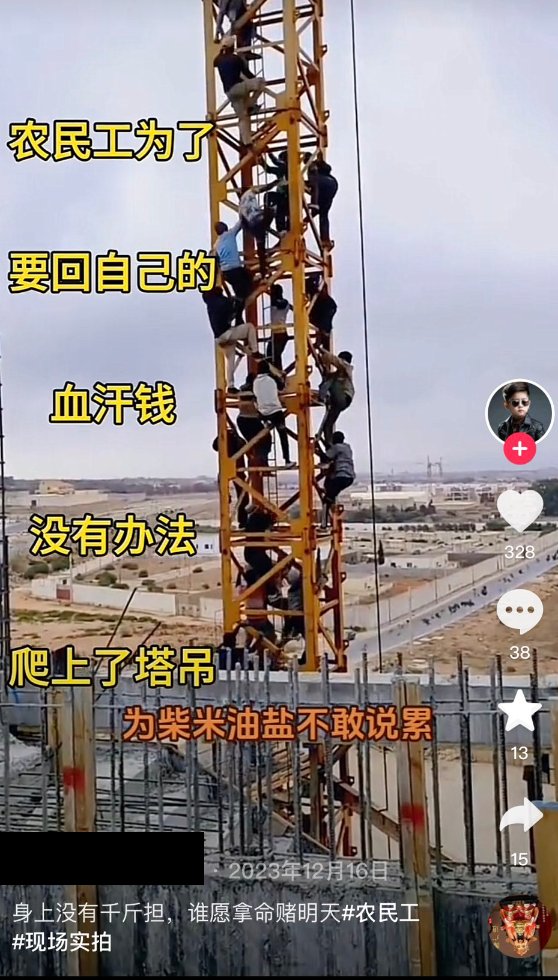 农民工为了
要回自己的
血汗钱
没有办法
爬上了塔吊
为柴米油盐不敢说累
328
38
13
15
· 2023年12月16日
身上没有千斤担，谁愿拿命赌明天#农民工
#现场实拍